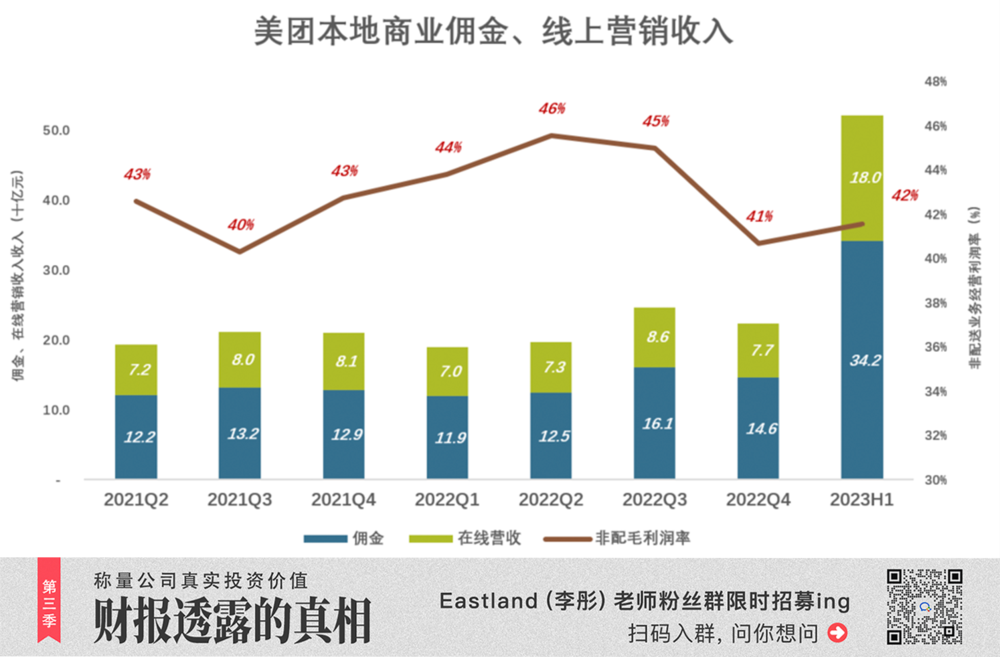 美团本地商业佣金、线上营销收入
佣金、在线营销收入收入（十亿元）
50.0
40.0
30.0
20.0
10.0
-
48%
46%
44%
42%
40%
38%
36%
34%
32%
30%
非配送业务经营利润率（%）
43%
40%
43%
44%
46%
45%
41%
42%
7.2
8.0
8.1
7.0
7.3
8.6
7.7
18.0
12.2
13.2
12.9
11.9
12.5
16.1
14.6
34.2
2021Q2
2021Q3
2021Q4
2022Q1
2022Q2
2022Q3
2022Q4
2023H1
佣金
在线营收
非配毛利润率
第三季
称量公司真实投资价值
财报透露的真相
Eastland (李彤) 老师粉丝群限时招募ing
扫码入群, 问你想问